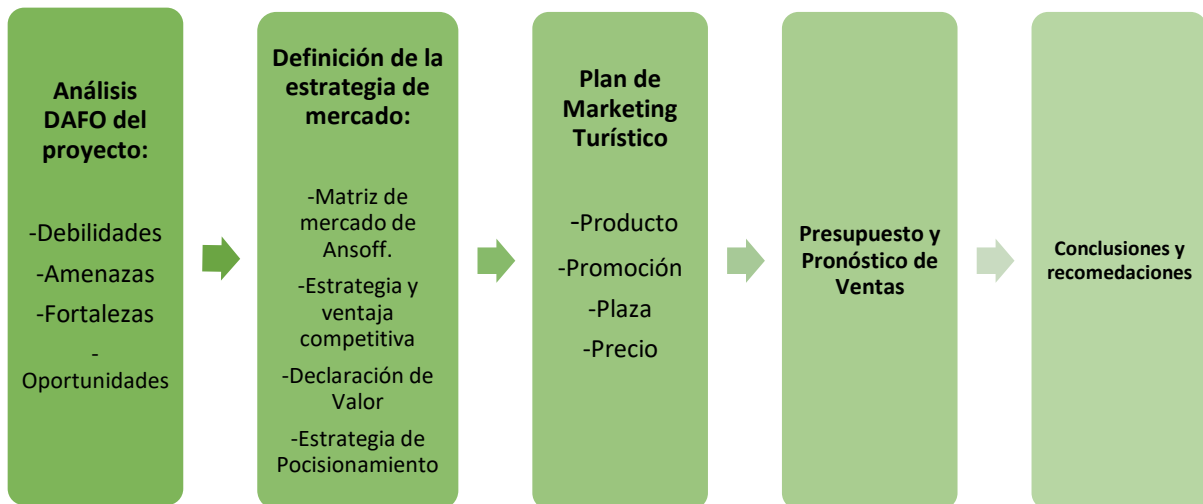 Análisis
DAFO del
proyecto:
-Debilidades
-Amenazas
-Fortalezas
-
Oportunidades
Definición de la
estrategia de
mercado:
-Matriz de
mercado de
Ansoff.
-Estrategia y
ventaja
competitiva
-Declaración de
Valor
-Estrategia de
Pocisionamiento
Plan de
Marketing
Turístico
-Producto
-Promoción
-Plaza
-Precio
Presupuesto y
Pronóstico de
Ventas
Conclusiones y
recomedaciones